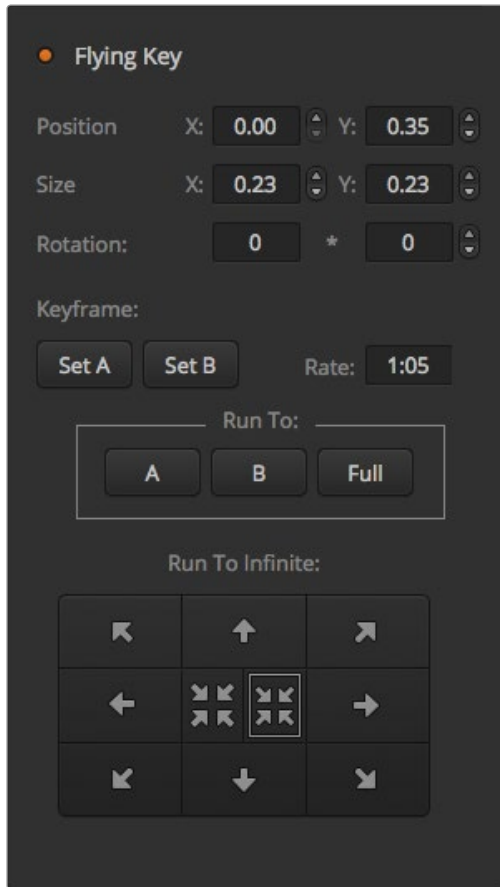 Flying Key
Position X: 0.00 Y: 0.35
Size X: 0.23 Y: 0.23
Rotation: 0 * 0
Keyframe:
Set A Set B Rate: 1:05
Run To:
A B Full
Run To Infinite: